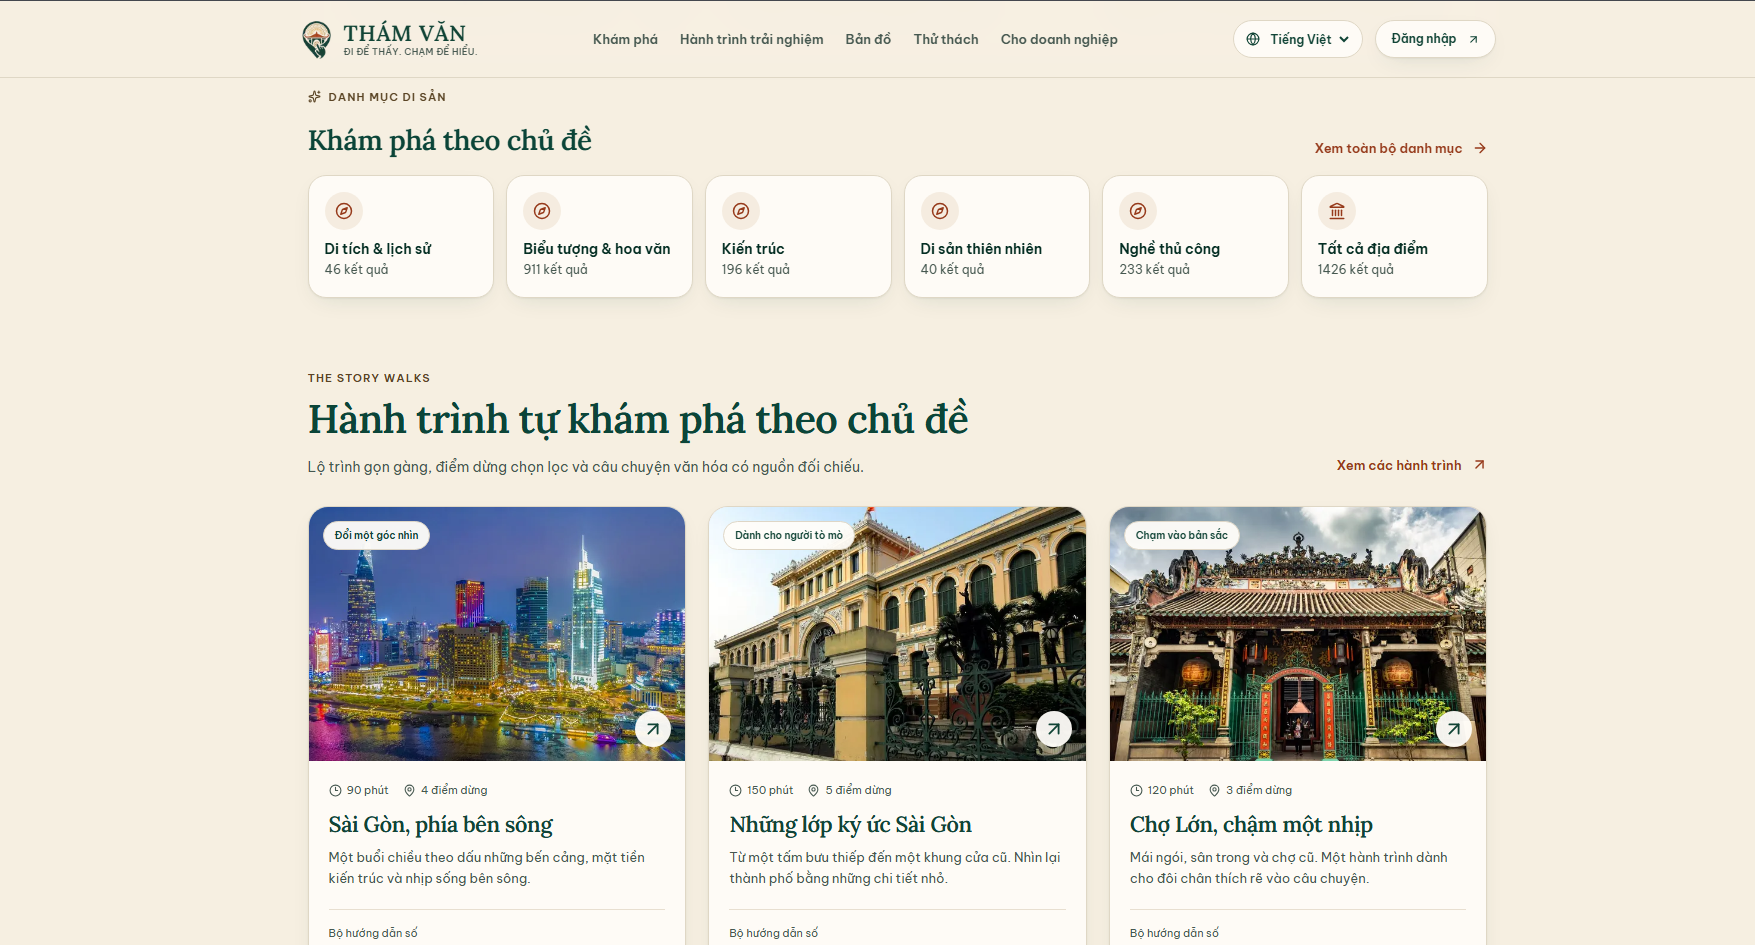 THÁM VĂN
ĐI ĐỂ THẤY. CHẠM ĐỂ HIỂU.
Khám phá
Hành trình trải nghiệm
Bản đồ
Thử thách
Cho doanh nghiệp
Tiếng Việt
Đăng nhập
DANH MỤC DI SẢN
Khám phá theo chủ đề
Xem toàn bộ danh mục
Di tích & lịch sử
46 kết quả
Biểu tượng & hoa văn
911 kết quả
Kiến trúc
196 kết quả
Di sản thiên nhiên
40 kết quả
Nghề thủ công
233 kết quả
Tất cả địa điểm
1426 kết quả
THE STORY WALKS
Hành trình tự khám phá theo chủ đề
Lộ trình gọn gàng, điểm dừng chọn lọc và câu chuyện văn hóa có nguồn đối chiếu.
Xem các hành trình
Đổi một góc nhìn
90 phút
4 điểm dừng
Sài Gòn, phía bên sông
Một buổi chiều theo dấu những bến cảng, mặt tiền
kiến trúc và nhịp sống bên sông.
Bộ hướng dẫn số
Dành cho người tò mò
150 phút
5 điểm dừng
Những lớp ký ức Sài Gòn
Từ một tấm bưu thiếp đến một khung cửa cũ. Nhìn lại
thành phố bằng những chi tiết nhỏ.
Bộ hướng dẫn số
Chạm vào bản sắc
120 phút
3 điểm dừng
Chợ Lớn, chậm một nhịp
Mái ngói, sân trong và chợ cũ. Một hành trình dành
cho đôi chân thích rẽ vào câu chuyện.
Bộ hướng dẫn số